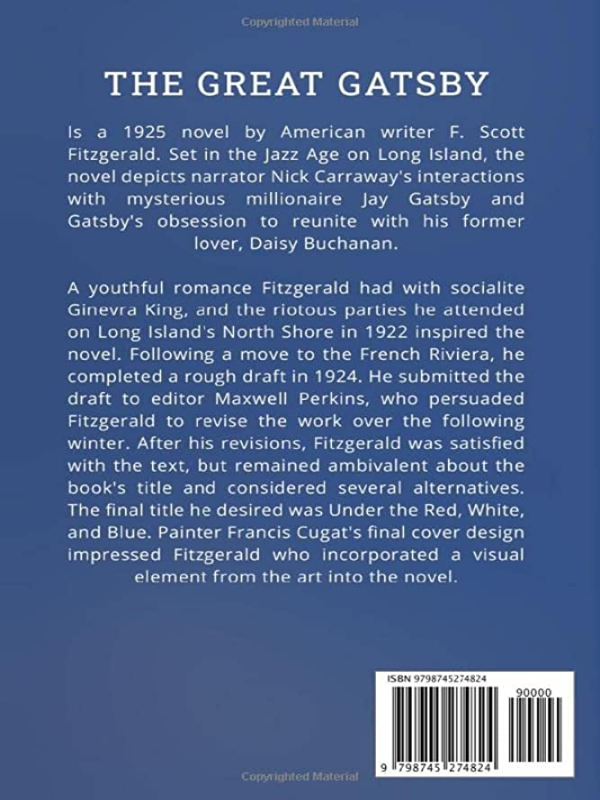 Copyrighted Material
THE GREAT GATSBY
Is a 1925 novel by American writer F. Scott
Fitzgerald. Set in the Jazz Age on Long Island, the
novel depicts narrator Nick Carraway's interactions
with mysterious millionaire Jay Gatsby and
Gatsby's obsession to reunite with his former
lover, Daisy Buchanan.
A youthful romance Fitzgerald had with socialite
Ginevra King, and the riotous parties he attended
on Long Island's North Shore in 1922 inspired the
novel. Following a move to the French Riviera, he
completed a rough draft in 1924. He submitted the
draft to editor Maxwell Perkins, who persuaded
Fitzgerald to revise the work over the following
winter. After his revisions, Fitzgerald was satisfied
with the text, but remained ambivalent about the
book's title and considered several alternatives.
The final title he desired was Under the Red, White,
and Blue. Painter Francis Cugat's final cover design
impressed Fitzgerald who incorporated a visual
element from the art into the novel.
ISBN 9798745274824
90000
9 798745 274824
Copyrighted Material